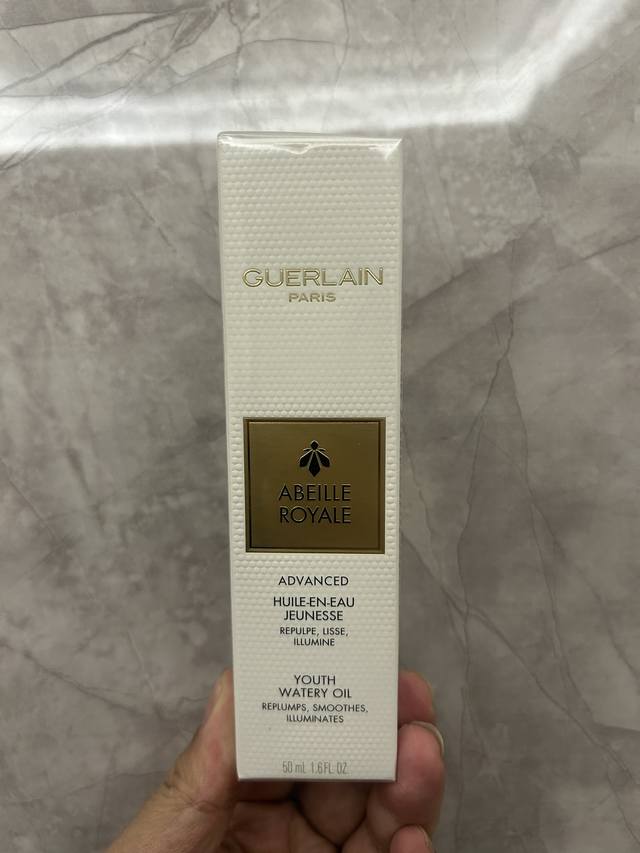 GUERLAIN
PARIS
ABEILLE
ROYALE
ADVANCED
HUILE-EN-EAU
JEUNESSE
REPULPE, LISSE,
ILLUMINE
YOUTH
WATERY OIL
REPLUMPS, SMOOTHES,
ILLUMINATES
50 mL 1.6 FL. OZ.